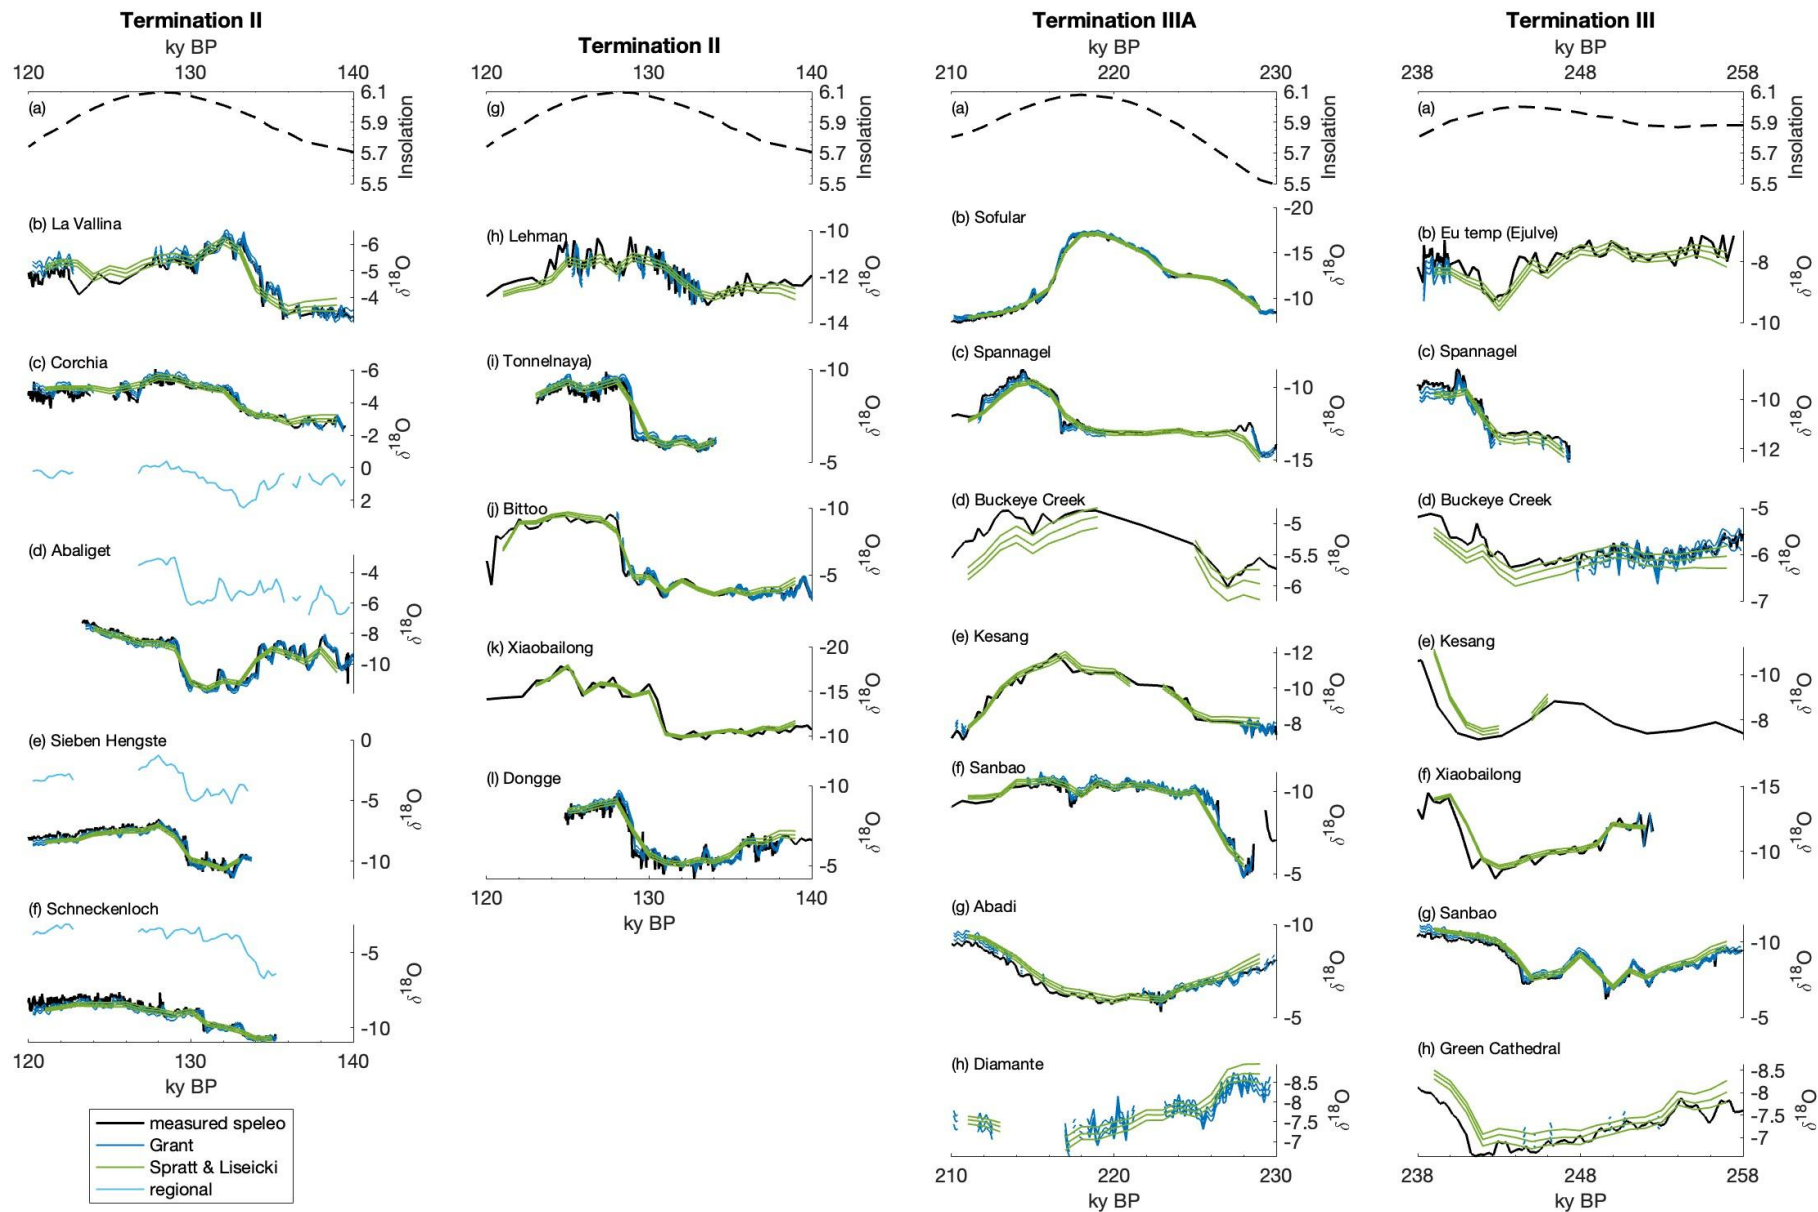 Termination II
ky BP
120 130 140
(a)
6.1
5.9
5.7
5.5
Insolation
(b) La Vallina
-6
-5
-4
δ18O
(c) Corchia
-6
-4
-2
0
2
δ18O
(d) Abaliget
-4
-6
-8
-10
δ18O
(e) Sieben Hengste
0
-5
-10
δ18O
(f) Schneckenloch
-5
-10
δ18O
120 130 140
ky BP
measured speleo
Grant
Spratt & Liseicki
regional
Termination II
120 130 140
(g)
6.1
5.9
5.7
5.5
Insolation
(h) Lehman
-10
-12
-14
δ18O
(i) Tonnelnaya)
-10
-5
δ18O
(j) Bittoo
-10
-5
δ18O
(k) Xiaobailong
-20
-15
-10
δ18O
(l) Dongge
-10
-5
δ18O
120 130 140
ky BP
Termination IIIA
ky BP
210 220 230
(a)
6.1
5.9
5.7
5.5
Insolation
(b) Sofular
-20
-15
-10
δ18O
(c) Spannagel
-10
-15
δ18O
(d) Buckeye Creek
-5
-5.5
-6
δ18O
(e) Kesang
-12
-10
-8
δ18O
(f) Sanbao
-10
-5
δ18O
(g) Abadi
-10
-5
δ18O
(h) Diamante
-8.5
-8
-7.5
-7
δ18O
210 220 230
ky BP
Termination III
ky BP
238 248 258
(a)
6.1
5.9
5.7
5.5
Insolation
(b) Eu temp (Ejulve)
-8
-10
δ18O
(c) Spannagel
-10
-12
δ18O
(d) Buckeye Creek
-5
-6
-7
δ18O
(e) Kesang
-10
-8
δ18O
(f) Xiaobailong
-15
-10
δ18O
(g) Sanbao
-10
-5
δ18O
(h) Green Cathedral
-8.5
-8
-7.5
-7
δ18O
238 248 258
ky BP